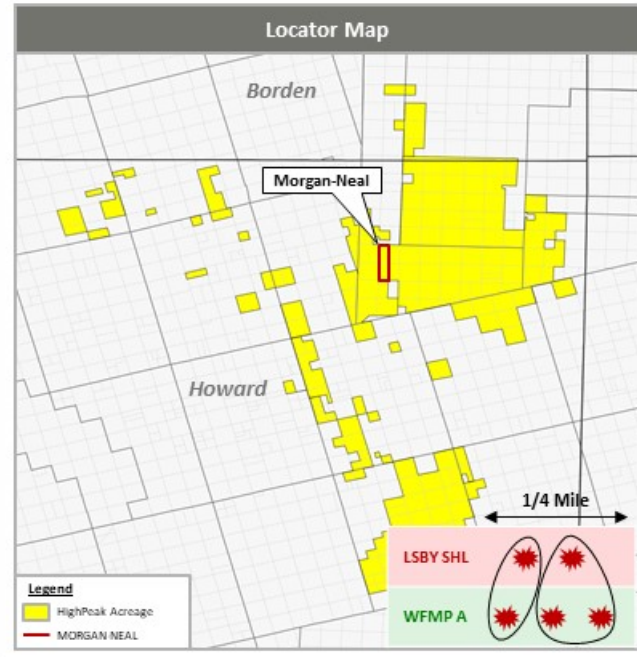 Locator Map
Borden
Morgan-Neal
Howard
1/4 Mile
LSBY SHL
WFMP A
Legend
HighPeak Acreage
MORGAN NEAL